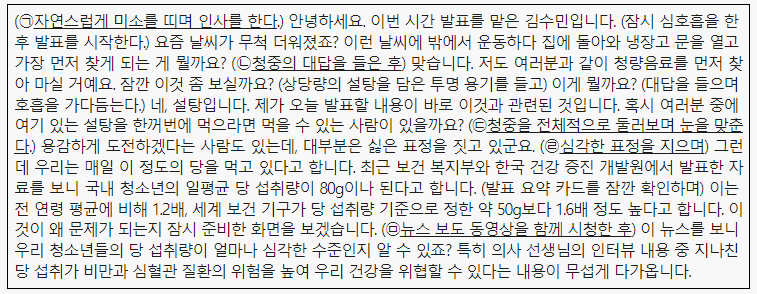 (㉠자연스럽게 미소를 띠며 인사를 한다.) 안녕하세요. 이번 시간 발표를 맡은 김수민입니다. (잠시 심호흡을 한
후 발표를 시작한다.) 요즘 날씨가 무척 더워졌죠? 이런 날씨에 밖에서 운동하다 집에 돌아와 냉장고 문을 열고
가장 먼저 찾게 되는 게 뭘까요? (㉡청중의 대답을 들은 후) 맞습니다. 저도 여러분과 같이 청량음료를 먼저 찾
아 마실 거예요. 잠깐 이것 좀 보실까요? (상당량의 설탕을 담은 투명 용기를 들고) 이게 뭘까요? (대답을 들으며
호흡을 가다듬는다.) 네, 설탕입니다. 제가 오늘 발표할 내용이 바로 이것과 관련된 것입니다. 혹시 여러분 중에
여기 있는 설탕을 한꺼번에 먹으라면 먹을 수 있는 사람이 있을까요? (㉢청중을 전체적으로 둘러보며 눈을 맞춘
다.) 용감하게 도전하겠다는 사람도 있는데, 대부분은 싫은 표정을 짓고 있군요. (㉣심각한 표정을 지으며) 그런
데 우리는 매일 이 정도의 당을 먹고 있다고 합니다. 최근 보건 복지부와 한국 건강 증진 개발원에서 발표한 자
료를 보니 국내 청소년의 일평균 당 섭취량이 80g이나 된다고 합니다. (발표 요약 카드를 잠깐 확인하며) 이는
전 연령 평균에 비해 1.2배, 세계 보건 기구가 당 섭취량 기준으로 정한 약 50g보다 1.6배 정도 높다고 합니다. 이
것이 왜 문제가 되는지 잠시 준비한 화면을 보겠습니다. (㉤뉴스 보도 동영상을 함께 시청한 후) 이 뉴스를 보니
우리 청소년들의 당 섭취량이 얼마나 심각한 수준인지 알 수 있죠? 특히 의사 선생님의 인터뷰 내용 중 지나친
당 섭취가 비만과 심혈관 질환의 위험을 높여 우리 건강을 위협할 수 있다는 내용이 무섭게 다가옵니다.